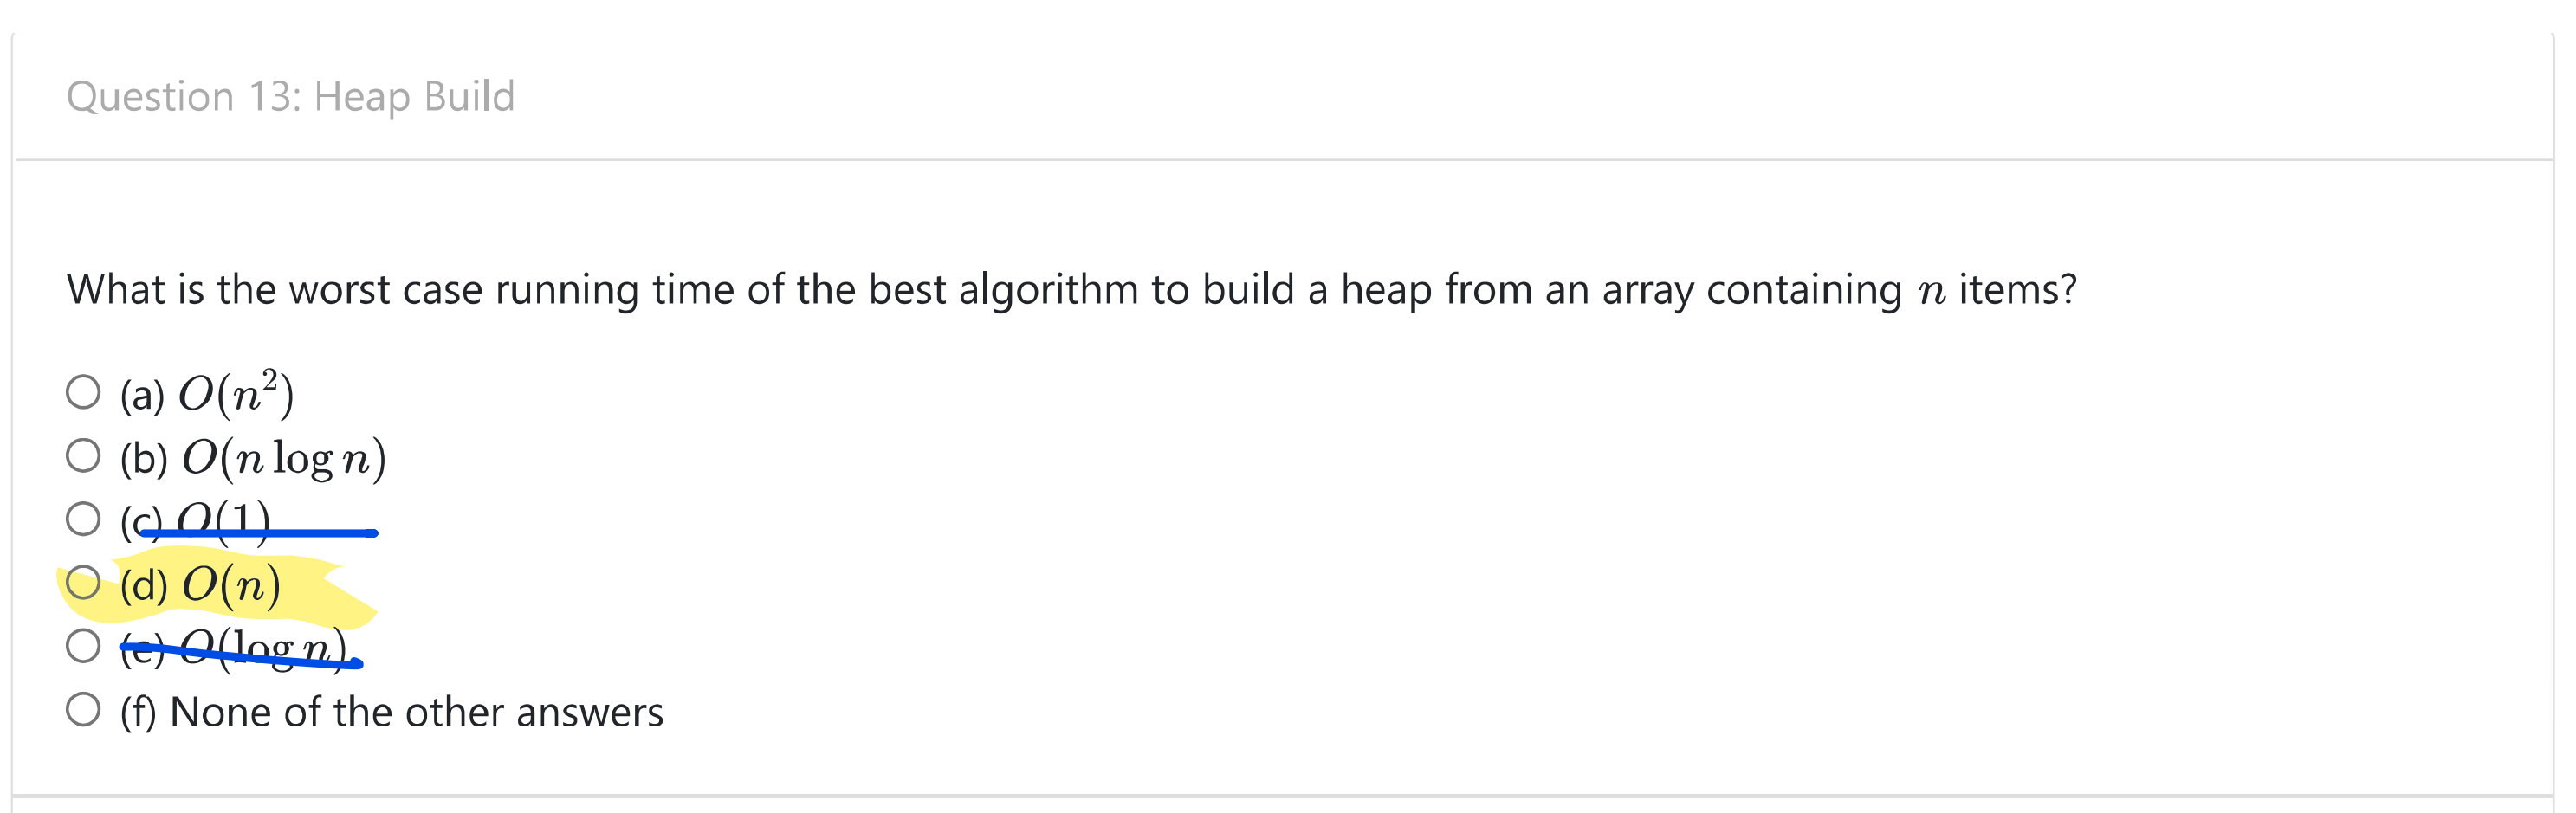 Question 13: Heap Build
What is the worst case running time of the best algorithm to build a heap from an array containing n items?
(a) O(n²)
(b) O(n log n)
(c) O(1)
(d) O(n)
(e) O(log n)
(f) None of the other answers